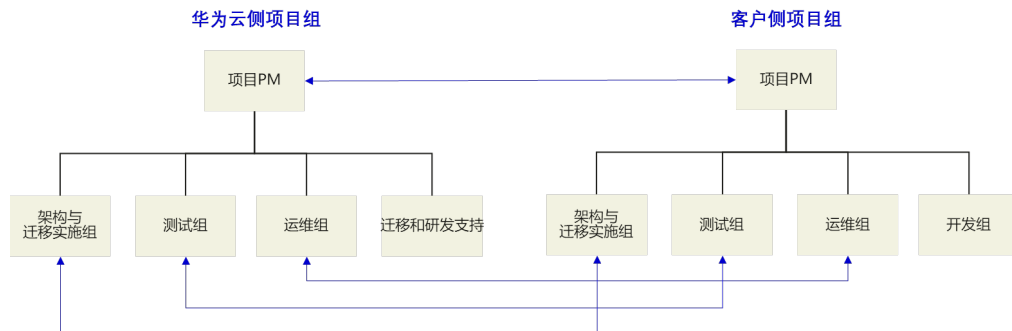 华为云侧项目组
客户侧项目组
项目PM
项目PM
架构与
迁移实施组
测试组
运维组
迁移和研发支持
架构与
迁移实施组
测试组
运维组
开发组